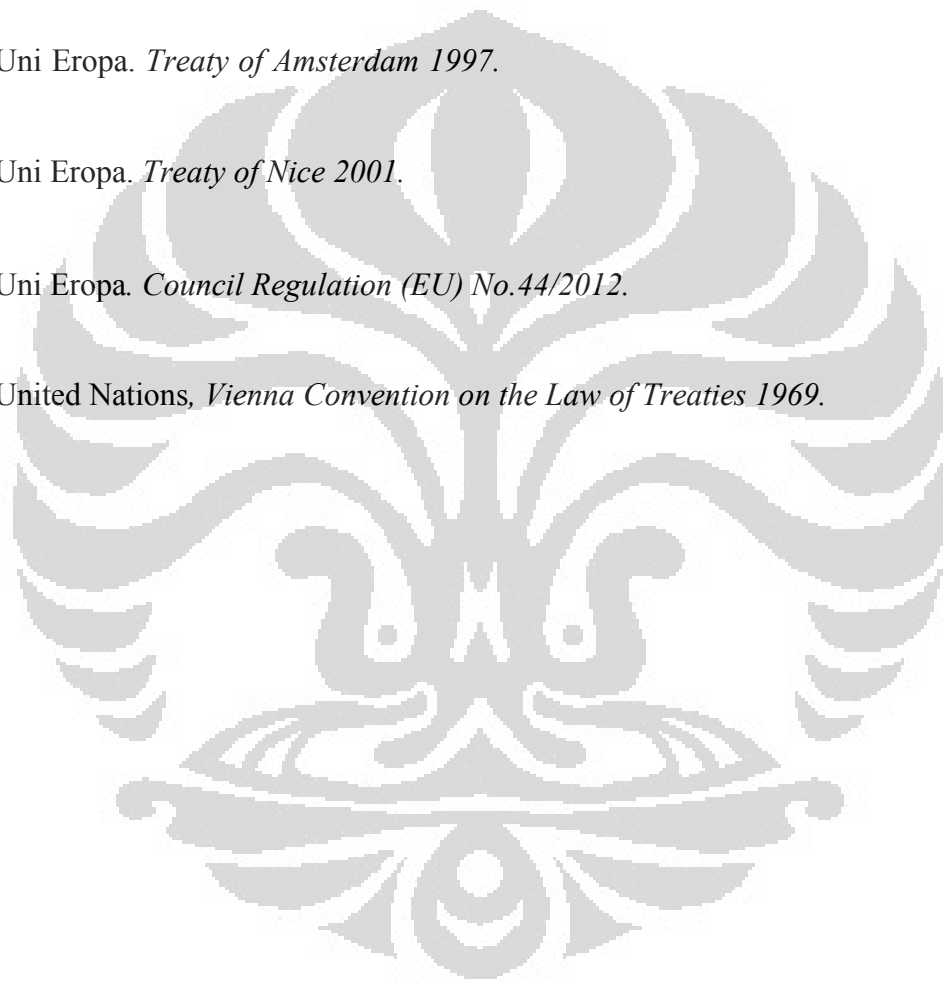 Uni Eropa. Treaty of Amsterdam 1997.
Uni Eropa. Treaty of Nice 2001.
Uni Eropa. Council Regulation (EU) No.44/2012.
United Nations, Vienna Convention on the Law of Treaties 1969.